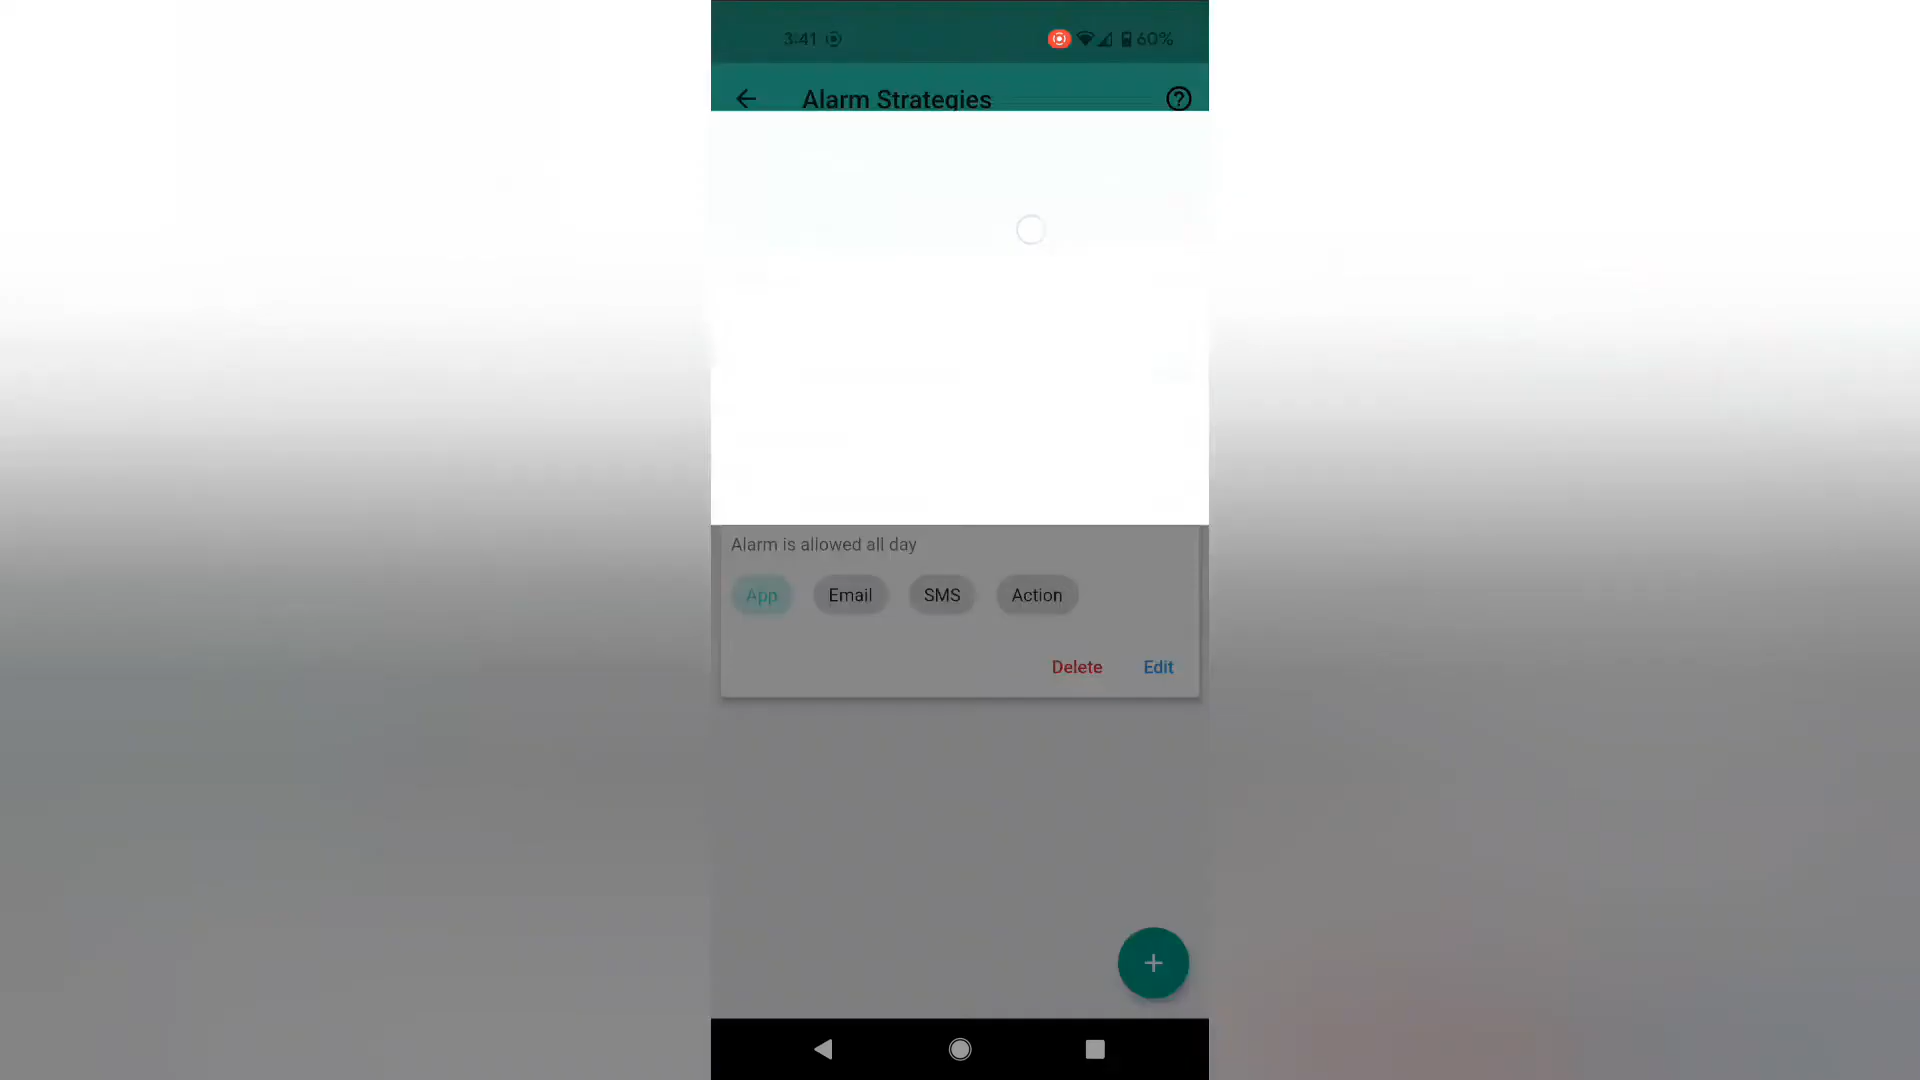 3:41 60%
Alarm Strategies
Alarm is allowed all day
App Email SMS Action
Delete Edit